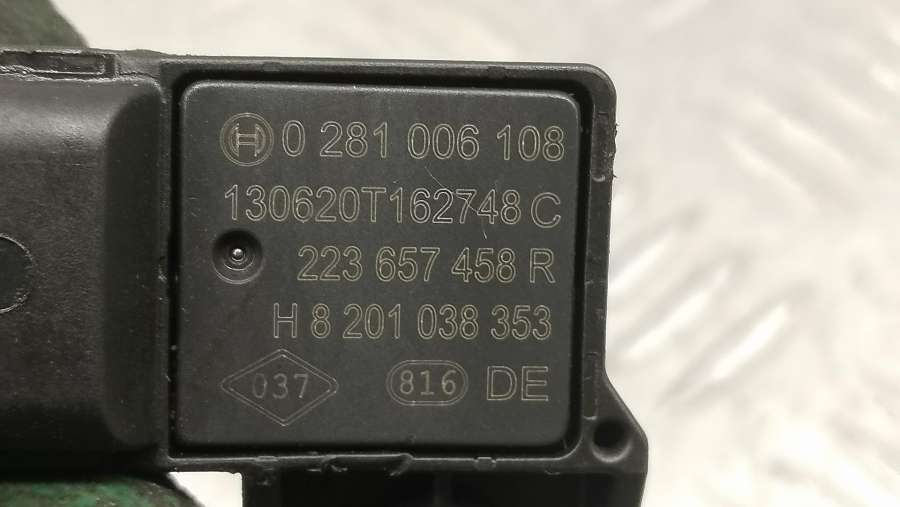 0 281 006 108
130620T162748 C
223 657 458 R
H 8 201 038 353
037 816 DE